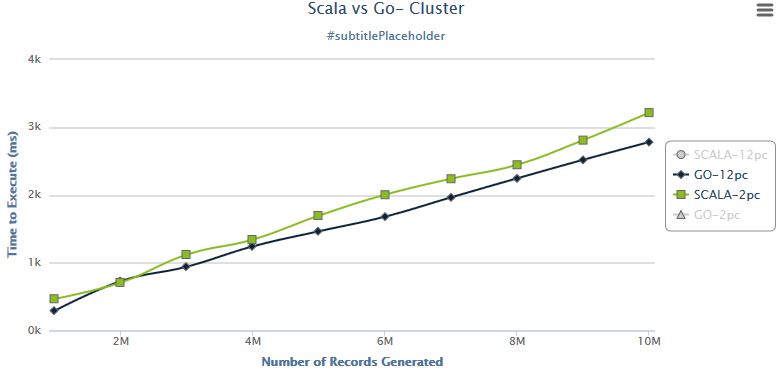 Scala vs Go- Cluster
#subtitlePlaceholder
Time to Execute (ms)
4k
3k
2k
1k
0k
2M 4M 6M 8M 10M
Number of Records Generated
SCALA-12pc
GO-12pc
SCALA-2pc
GO-2pc